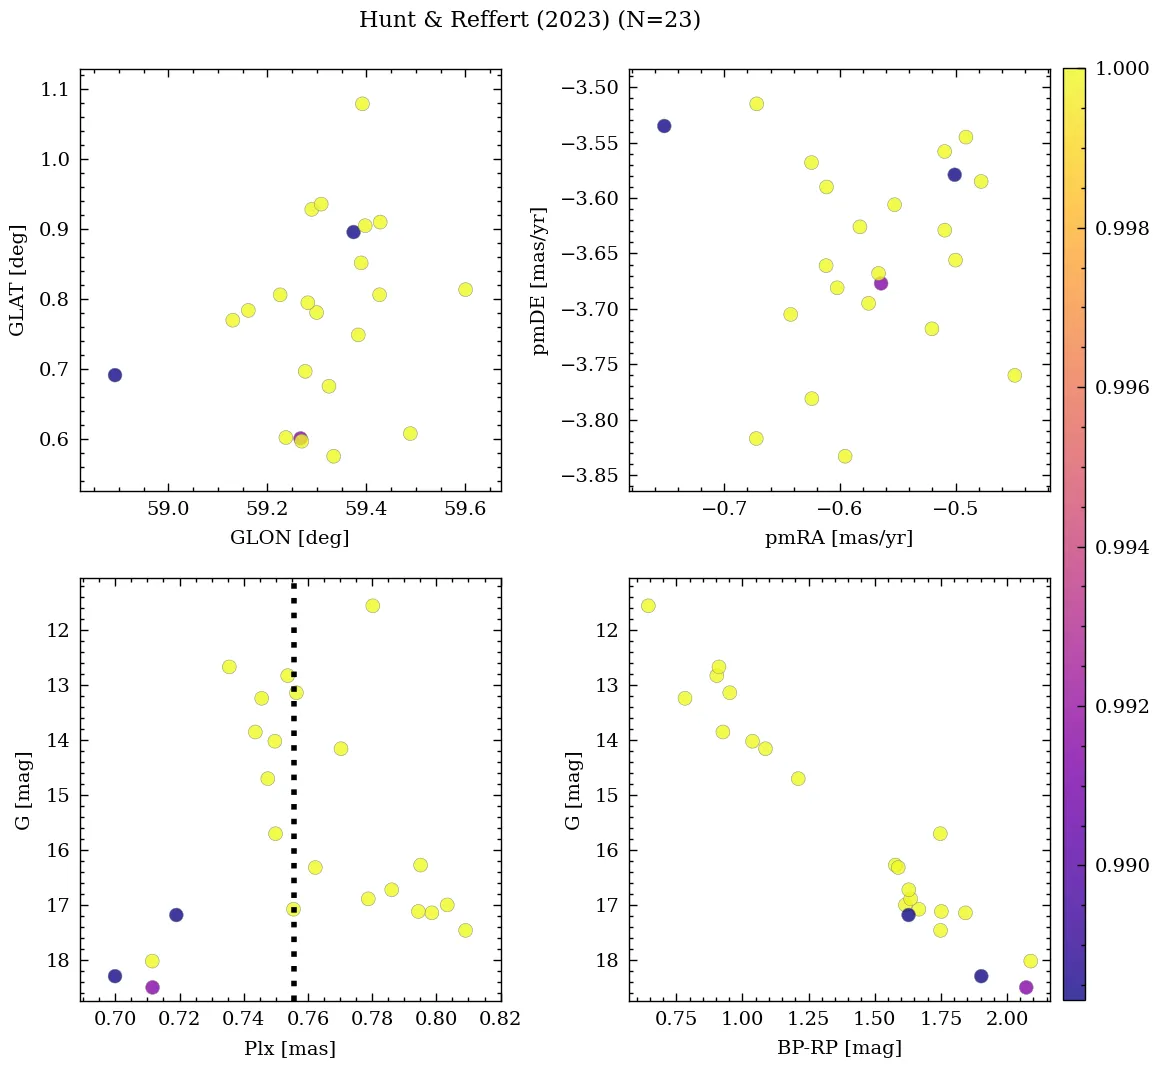 Hunt & Reffert (2023) (N=23)
1.1
1.0
0.9
0.8
0.7
0.6
GLAT [deg]
59.0 59.2 59.4 59.6
GLON [deg]
−3.50
−3.55
−3.60
−3.65
−3.70
−3.75
−3.80
−3.85
pmDE [mas/yr]
−0.7 −0.6 −0.5
pmRA [mas/yr]
1.000
0.998
0.996
0.994
0.992
0.990
12
13
14
15
16
17
18
G [mag]
0.70 0.72 0.74 0.76 0.78 0.80 0.82
Plx [mas]
12
13
14
15
16
17
18
G [mag]
0.75 1.00 1.25 1.50 1.75 2.00
BP-RP [mag]